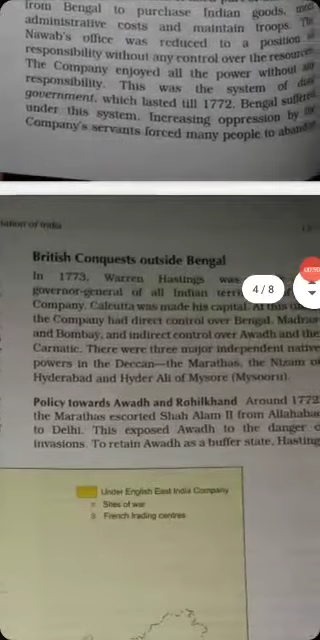 from Bengal to purchase Indian goods,
administrative costs and maintain troops. The
Nawab's office was reduced to a position of
responsibility without any control over the resources
The Company enjoyed all the power without any
responsibility. This was the system of dual
government, which lasted till 1772. Bengal suffered
under this system. Increasing oppression by the
Company's servants forced many people to abandon
of India
British Conquests outside Bengal
In 1773, Warren Hastings was
governor-general of all Indian
Company. Calcutta was made his capital. At this
the Company had direct control over Bengal, Madras
and Bombay, and indirect control over Awadh and the
Carnatic. There were three major independent native
powers in the Deccan—the Marathas, the Nizam of
Hyderabad and Hyder Ali of Mysore (Mysooru).
4 / 8
Policy towards Awadh and Rohilkhand Around 1772
the Marathas escorted Shah Alam II from Allahabad
to Delhi. This exposed Awadh to the danger o
invasions. To retain Awadh as a buffer state, Hasting
Under English East India Company
Sites of war
French trading centres